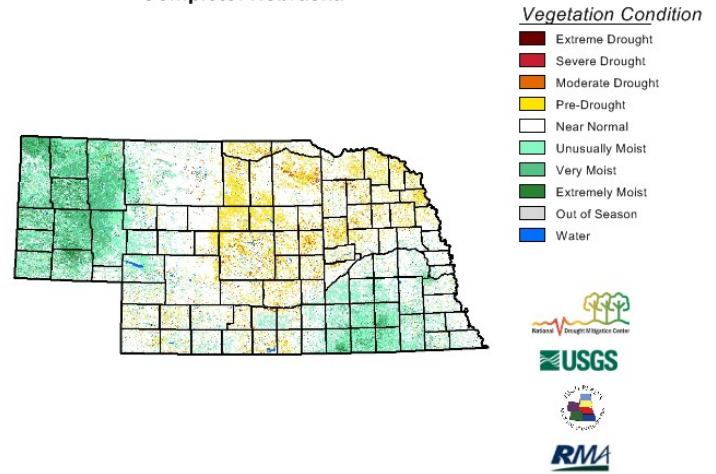 Vegetation Condition
Extreme Drought
Severe Drought
Moderate Drought
Pre-Drought
Near Normal
Unusually Moist
Very Moist
Extremely Moist
Out of Season
Water
National Drought Mitigation Center
USGS
RMA